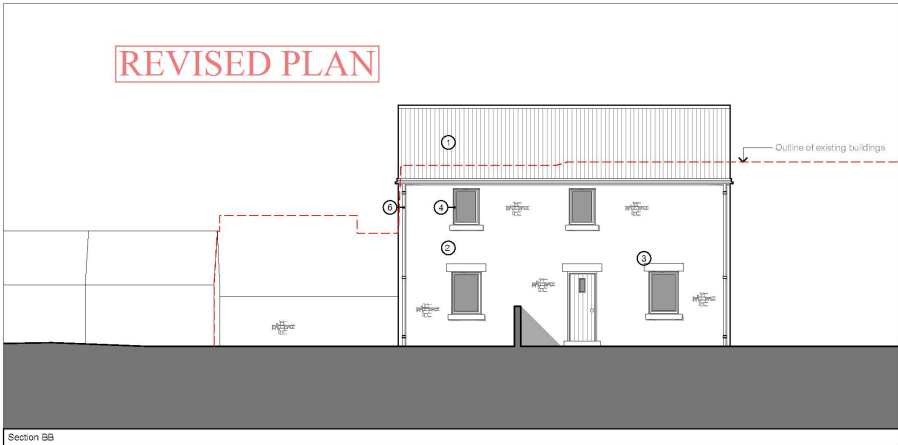 REVISED PLAN
1
Outline of existing buildings
6
4
2
3
Section BB